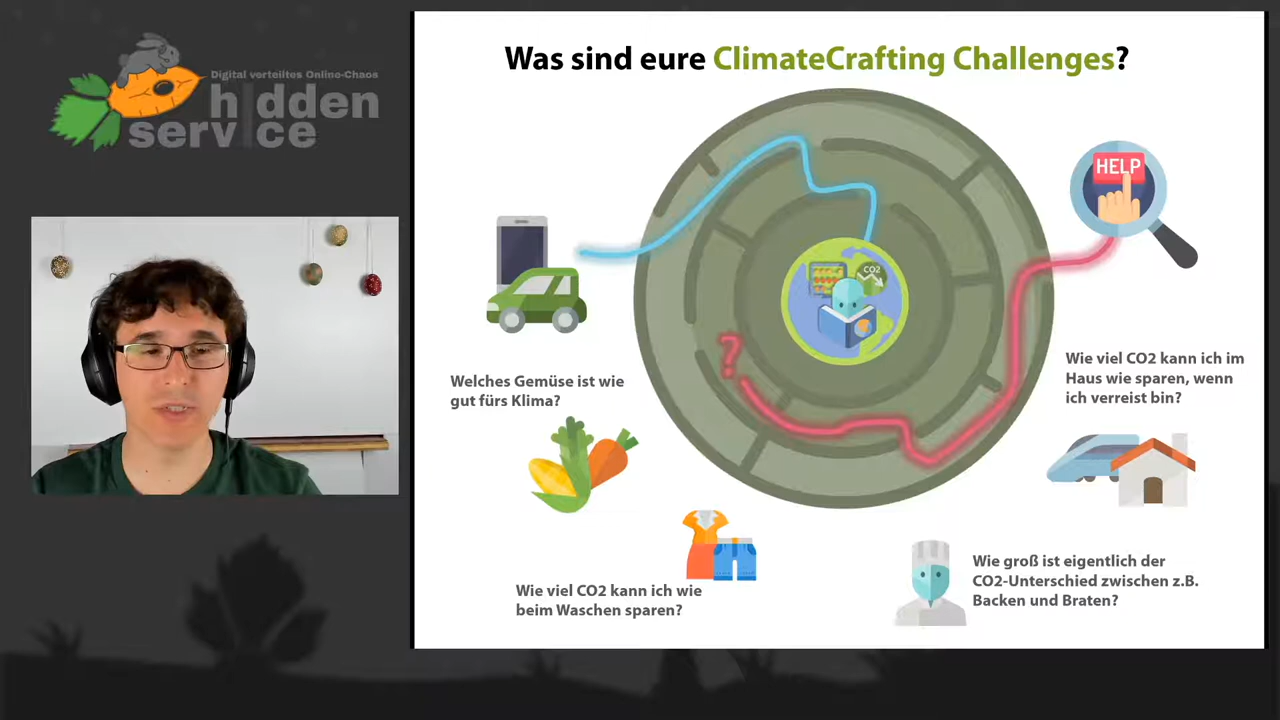 Digital verteiltes Online-Chaos
hidden
service
Was sind eure ClimateCrafting Challenges?
HELP
CO2
?
Welches Gemüse ist wie
gut fürs Klima?
Wie viel CO2 kann ich im
Haus wie sparen, wenn
ich verreist bin?
Wie viel CO2 kann ich wie
beim Waschen sparen?
Wie groß ist eigentlich der
CO2-Unterschied zwischen z.B.
Backen und Braten?